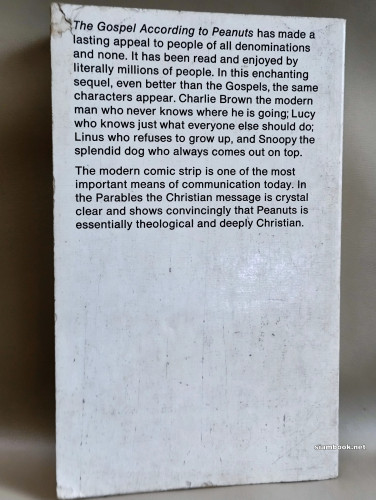 The Gospel According to Peanuts has made a
lasting appeal to people of all denominations
and none. It has been read and enjoyed by
literally millions of people. In this enchanting
sequel, even better than the Gospels, the same
characters appear. Charlie Brown the modern
man who never knows where he is going; Lucy
who knows just what everyone else should do;
Linus who refuses to grow up, and Snoopy the
splendid dog who always comes out on top.
The modern comic strip is one of the most
important means of communication today. In
the Parables the Christian message is crystal
clear and shows convincingly that Peanuts is
essentially theological and deeply Christian.
siambook.net